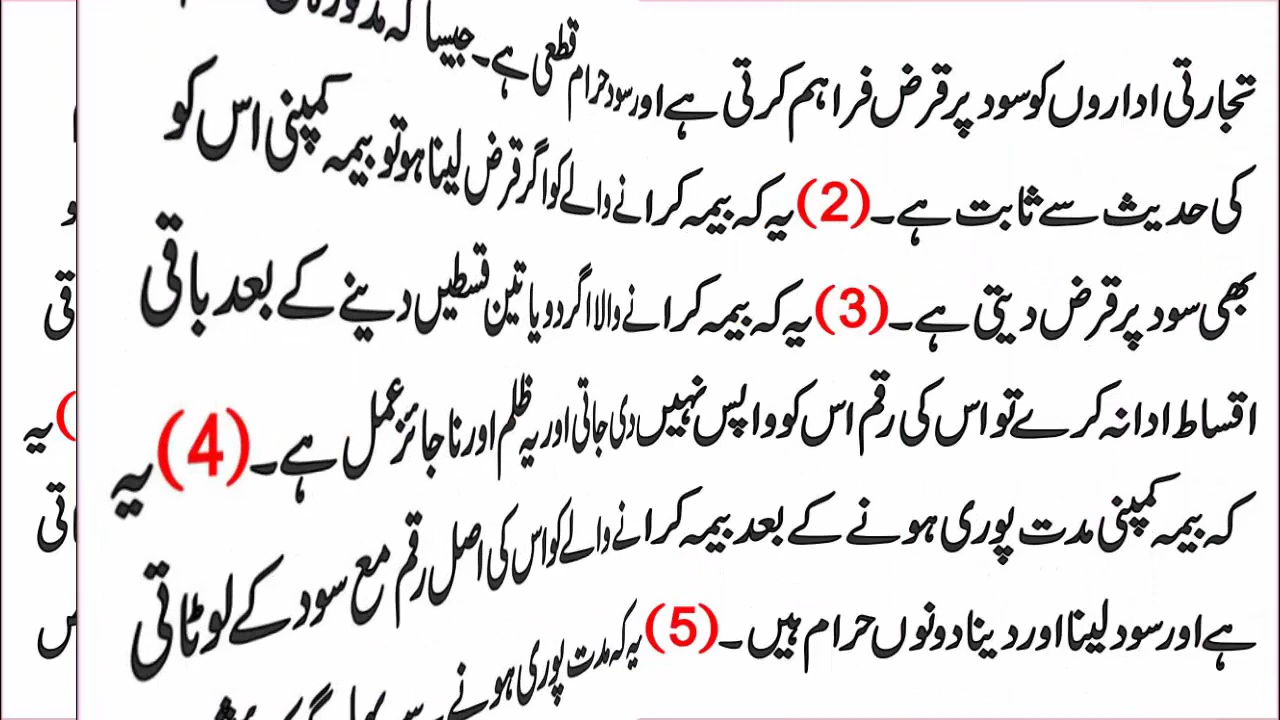 تجارتی اداروں کو سود پر قرض فراہم کرتی ہے اور سود حرام قطعی ہے۔ جیسا کہ
کی حدیث سے ثابت ہے۔ (2) یہ کہ بیمہ کرانے والے کو اگر قرض لینا ہو تو بیمہ کمپنی اس کو
بھی سود پر قرض دیتی ہے۔ (3) یہ کہ بیمہ کرانے والا اگر دو یا تین قسطیں دینے کے بعد باقی
اقساط ادا نہ کرے تو اس کی رقم اس کو واپس نہیں دی جاتی اور یہ ظلم اور ناجائز عمل ہے۔ (4) یہ
کہ بیمہ کمپنی مدت پوری ہونے کے بعد بیمہ کرانے والے کو اس کی اصل رقم مع سود کے لوٹاتی
ہے اور سود لینا اور دینا دونوں حرام ہیں۔ (5) یہ کہ مدت پوری ہونے